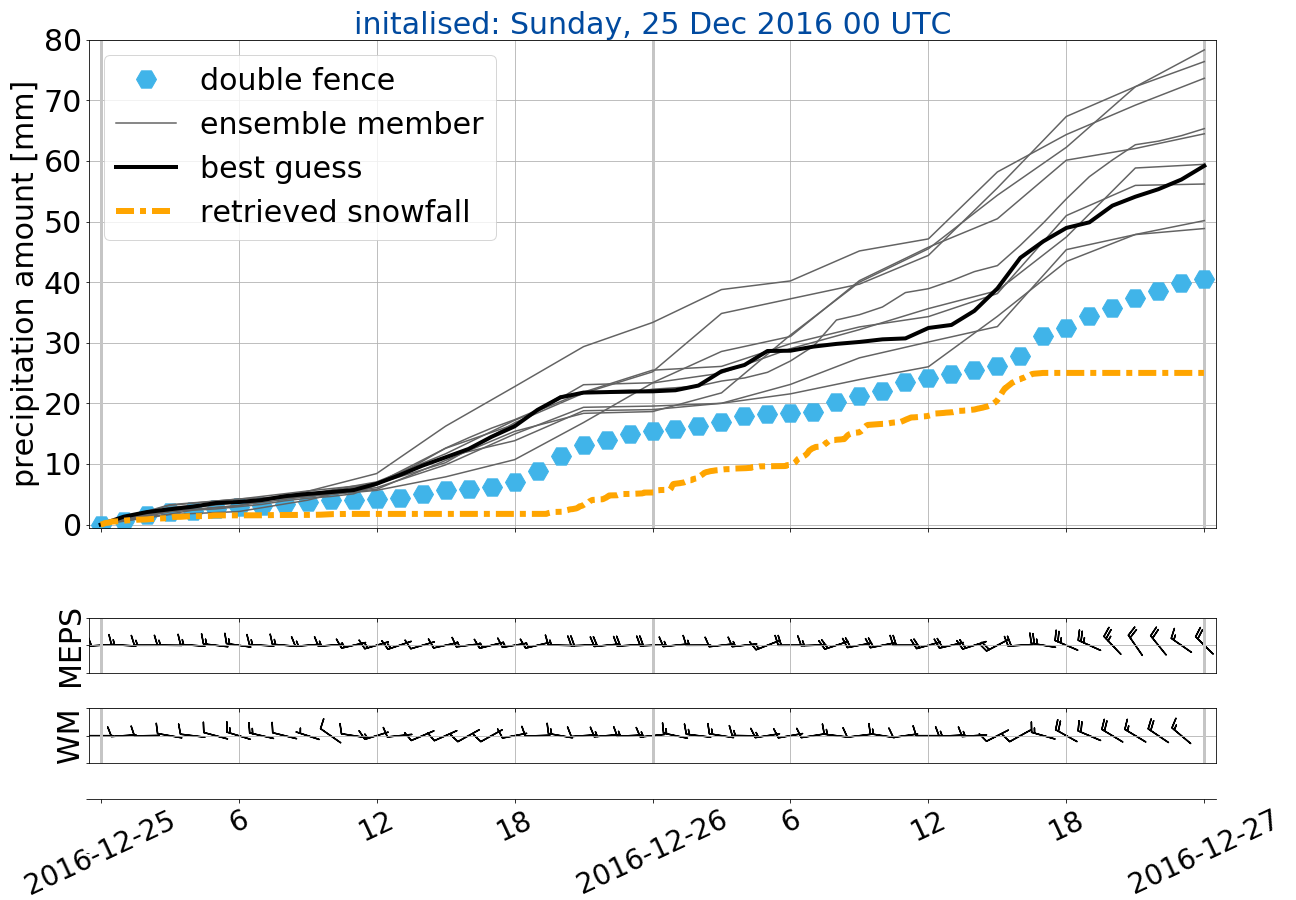 initalised: Sunday, 25 Dec 2016 00 UTC
precipitation amount [mm]
80
70
60
50
40
30
20
10
0
double fence
ensemble member
best guess
retrieved snowfall
MEPS
WM
2016-12-25
6
12
18
2016-12-26
6
12
18
2016-12-27